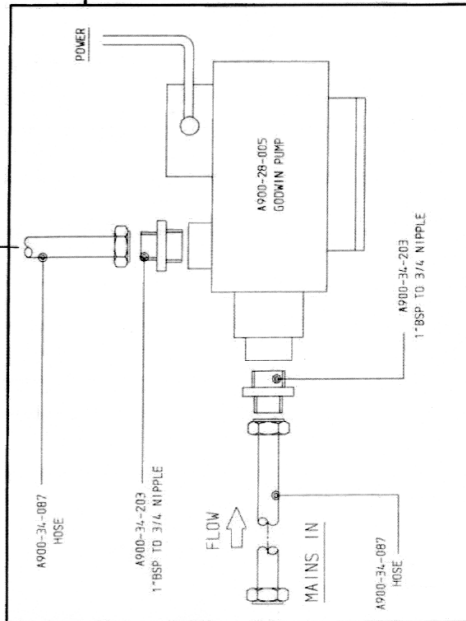 POWER
A900-28-005
GODWIN PUMP
A900-34-087
HOSE
A900-34-203
1"BSP TO 3/4 NIPPLE
A900-34-203
1"BSP TO 3/4 NIPPLE
FLOW
MAINS IN
A900-34-087
HOSE